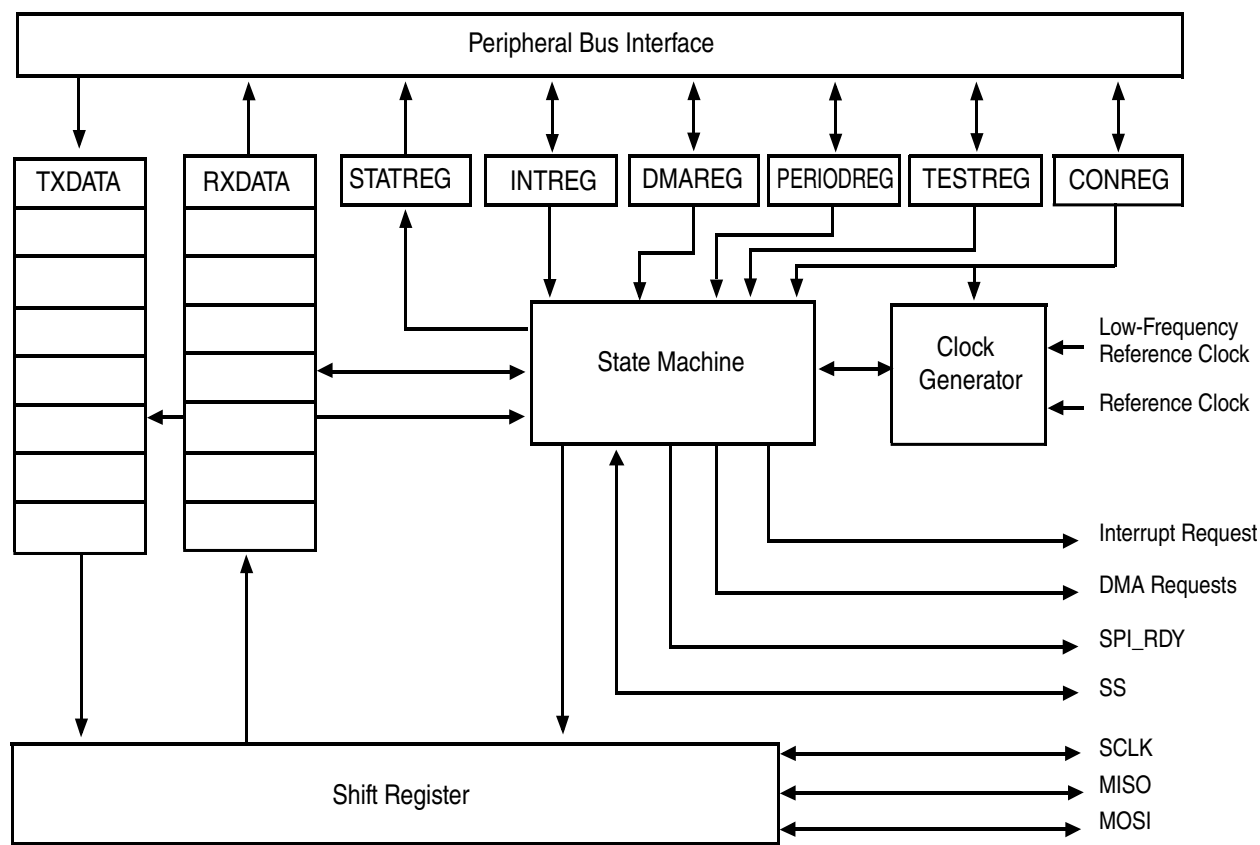 Peripheral Bus Interface
TXDATA
RXDATA
STATREG
INTREG
DMAREG
PERIODREG
TESTREG
CONREG
State Machine
Clock
Generator
Low-Frequency
Reference Clock
Reference Clock
Interrupt Request
DMA Requests
SPI_RDY
SS
Shift Register
SCLK
MISO
MOSI